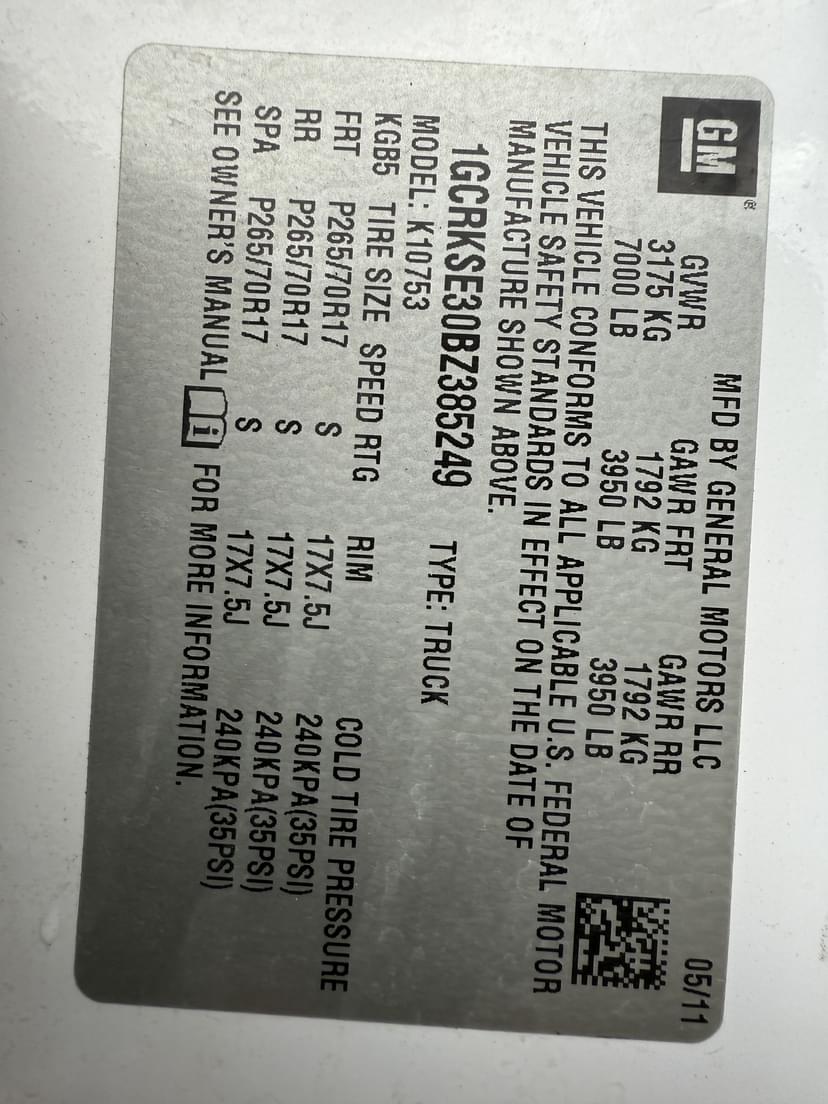 GM®
MFD BY GENERAL MOTORS LLC 05/11
GVWR GAWR FRT GAWR RR
3175 KG 1792 KG 1792 KG
7000 LB 3950 LB 3950 LB
THIS VEHICLE CONFORMS TO ALL APPLICABLE U.S. FEDERAL MOTOR
VEHICLE SAFETY STANDARDS IN EFFECT ON THE DATE OF
MANUFACTURE SHOWN ABOVE.
1GCRKSE30BZ385249 TYPE: TRUCK
MODEL: K10753
KGB5 TIRE SIZE SPEED RTG RIM COLD TIRE PRESSURE
FRT P265/70R17 S 17X7.5J 240KPA(35PSI)
RR P265/70R17 S 17X7.5J 240KPA(35PSI)
SPA P265/70R17 S 17X7.5J 240KPA(35PSI)
SEE OWNER'S MANUAL i FOR MORE INFORMATION.